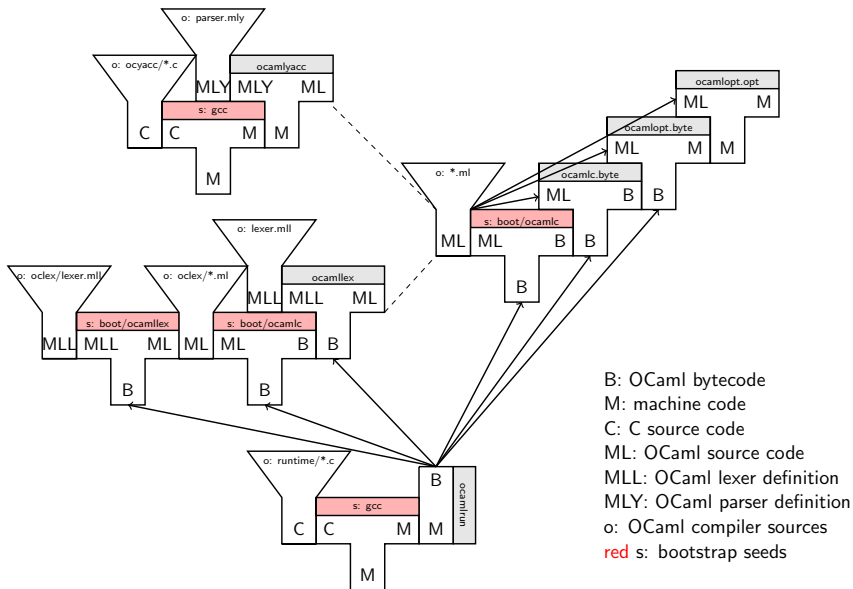 o: parser.mly
o: ocyacc/*.c
ocamlyacc
MLY MLY ML
s: gcc
C C M M
M
ocamlopt.opt
ML M
ocamlopt.byte
ML M M
o: *.ml
ocamlc.byte
ML B B
s: boot/ocamlc
ML ML B B
B
o: lexer.mll
o: oclex/lexer.mll
o: oclex/*.ml
ocamllex
MLL MLL ML
s: boot/ocamllex
s: boot/ocamlc
MLL MLL ML ML ML B B
B B
o: runtime/*.c
B
ocamlrun
s: gcc
C C M M
M
B: OCaml bytecode
M: machine code
C: C source code
ML: OCaml source code
MLL: OCaml lexer definition
MLY: OCaml parser definition
o: OCaml compiler sources
red s: bootstrap seeds